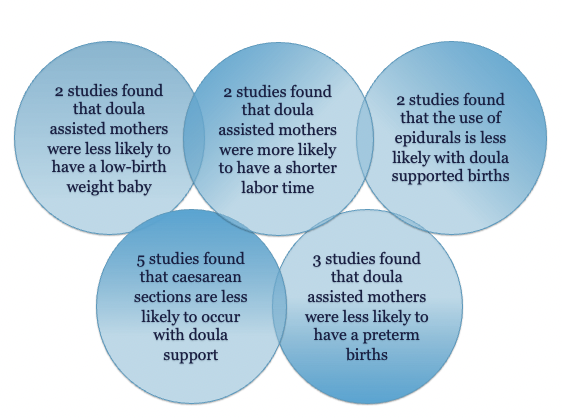 2 studies found
that doula
assisted mothers
were less likely to
have a low-birth
weight baby
2 studies found
that doula
assisted mothers
were more likely
to have a shorter
labor time
2 studies found
that the use of
epidurals is less
likely with doula
supported births
5 studies found
that caesarean
sections are less
likely to occur
with doula
support
3 studies found
that doula
assisted mothers
were less likely to
have a preterm
births